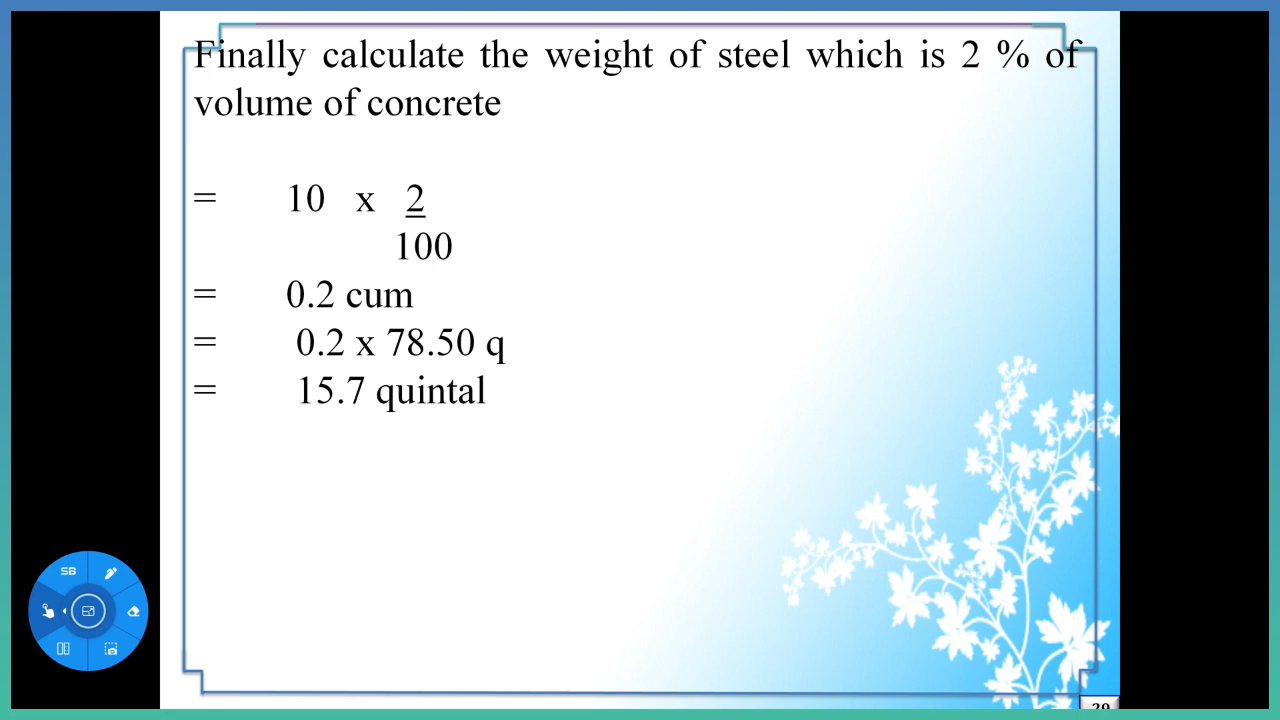 Finally calculate the weight of steel which is 2 % of
volume of concrete
= 10 x 2
100
= 0.2 cum
= 0.2 x 78.50 q
= 15.7 quintal
SB